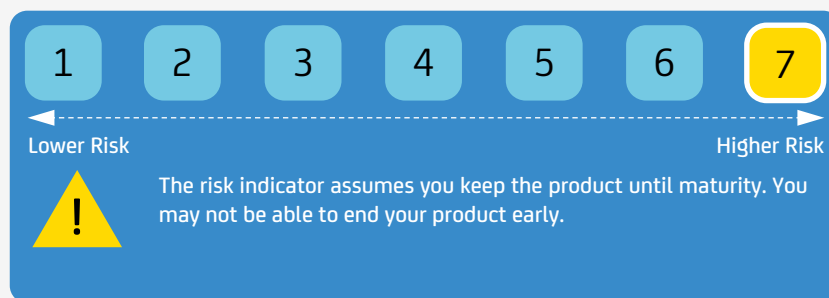 1 2 3 4 5 6 7
Lower Risk Higher Risk
! The risk indicator assumes you keep the product until maturity. You
may not be able to end your product early.